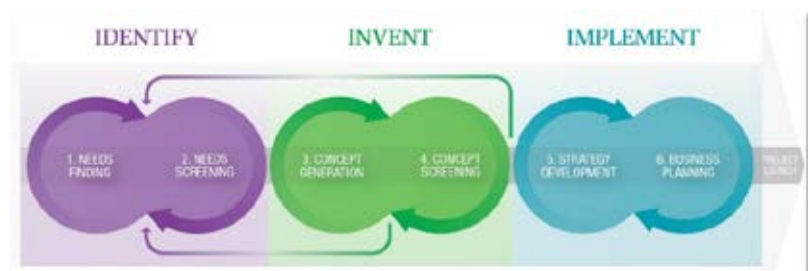 IDENTIFY
INVENT
IMPLEMENT
1. NEEDS
FINDING
2. NEEDS
SCREENING
3. CONCEPT
GENERATION
4. CONCEPT
SCREENING
5. STRATEGY
DEVELOPMENT
6. BUSINESS
PLANNING
PROJECT
LAUNCH